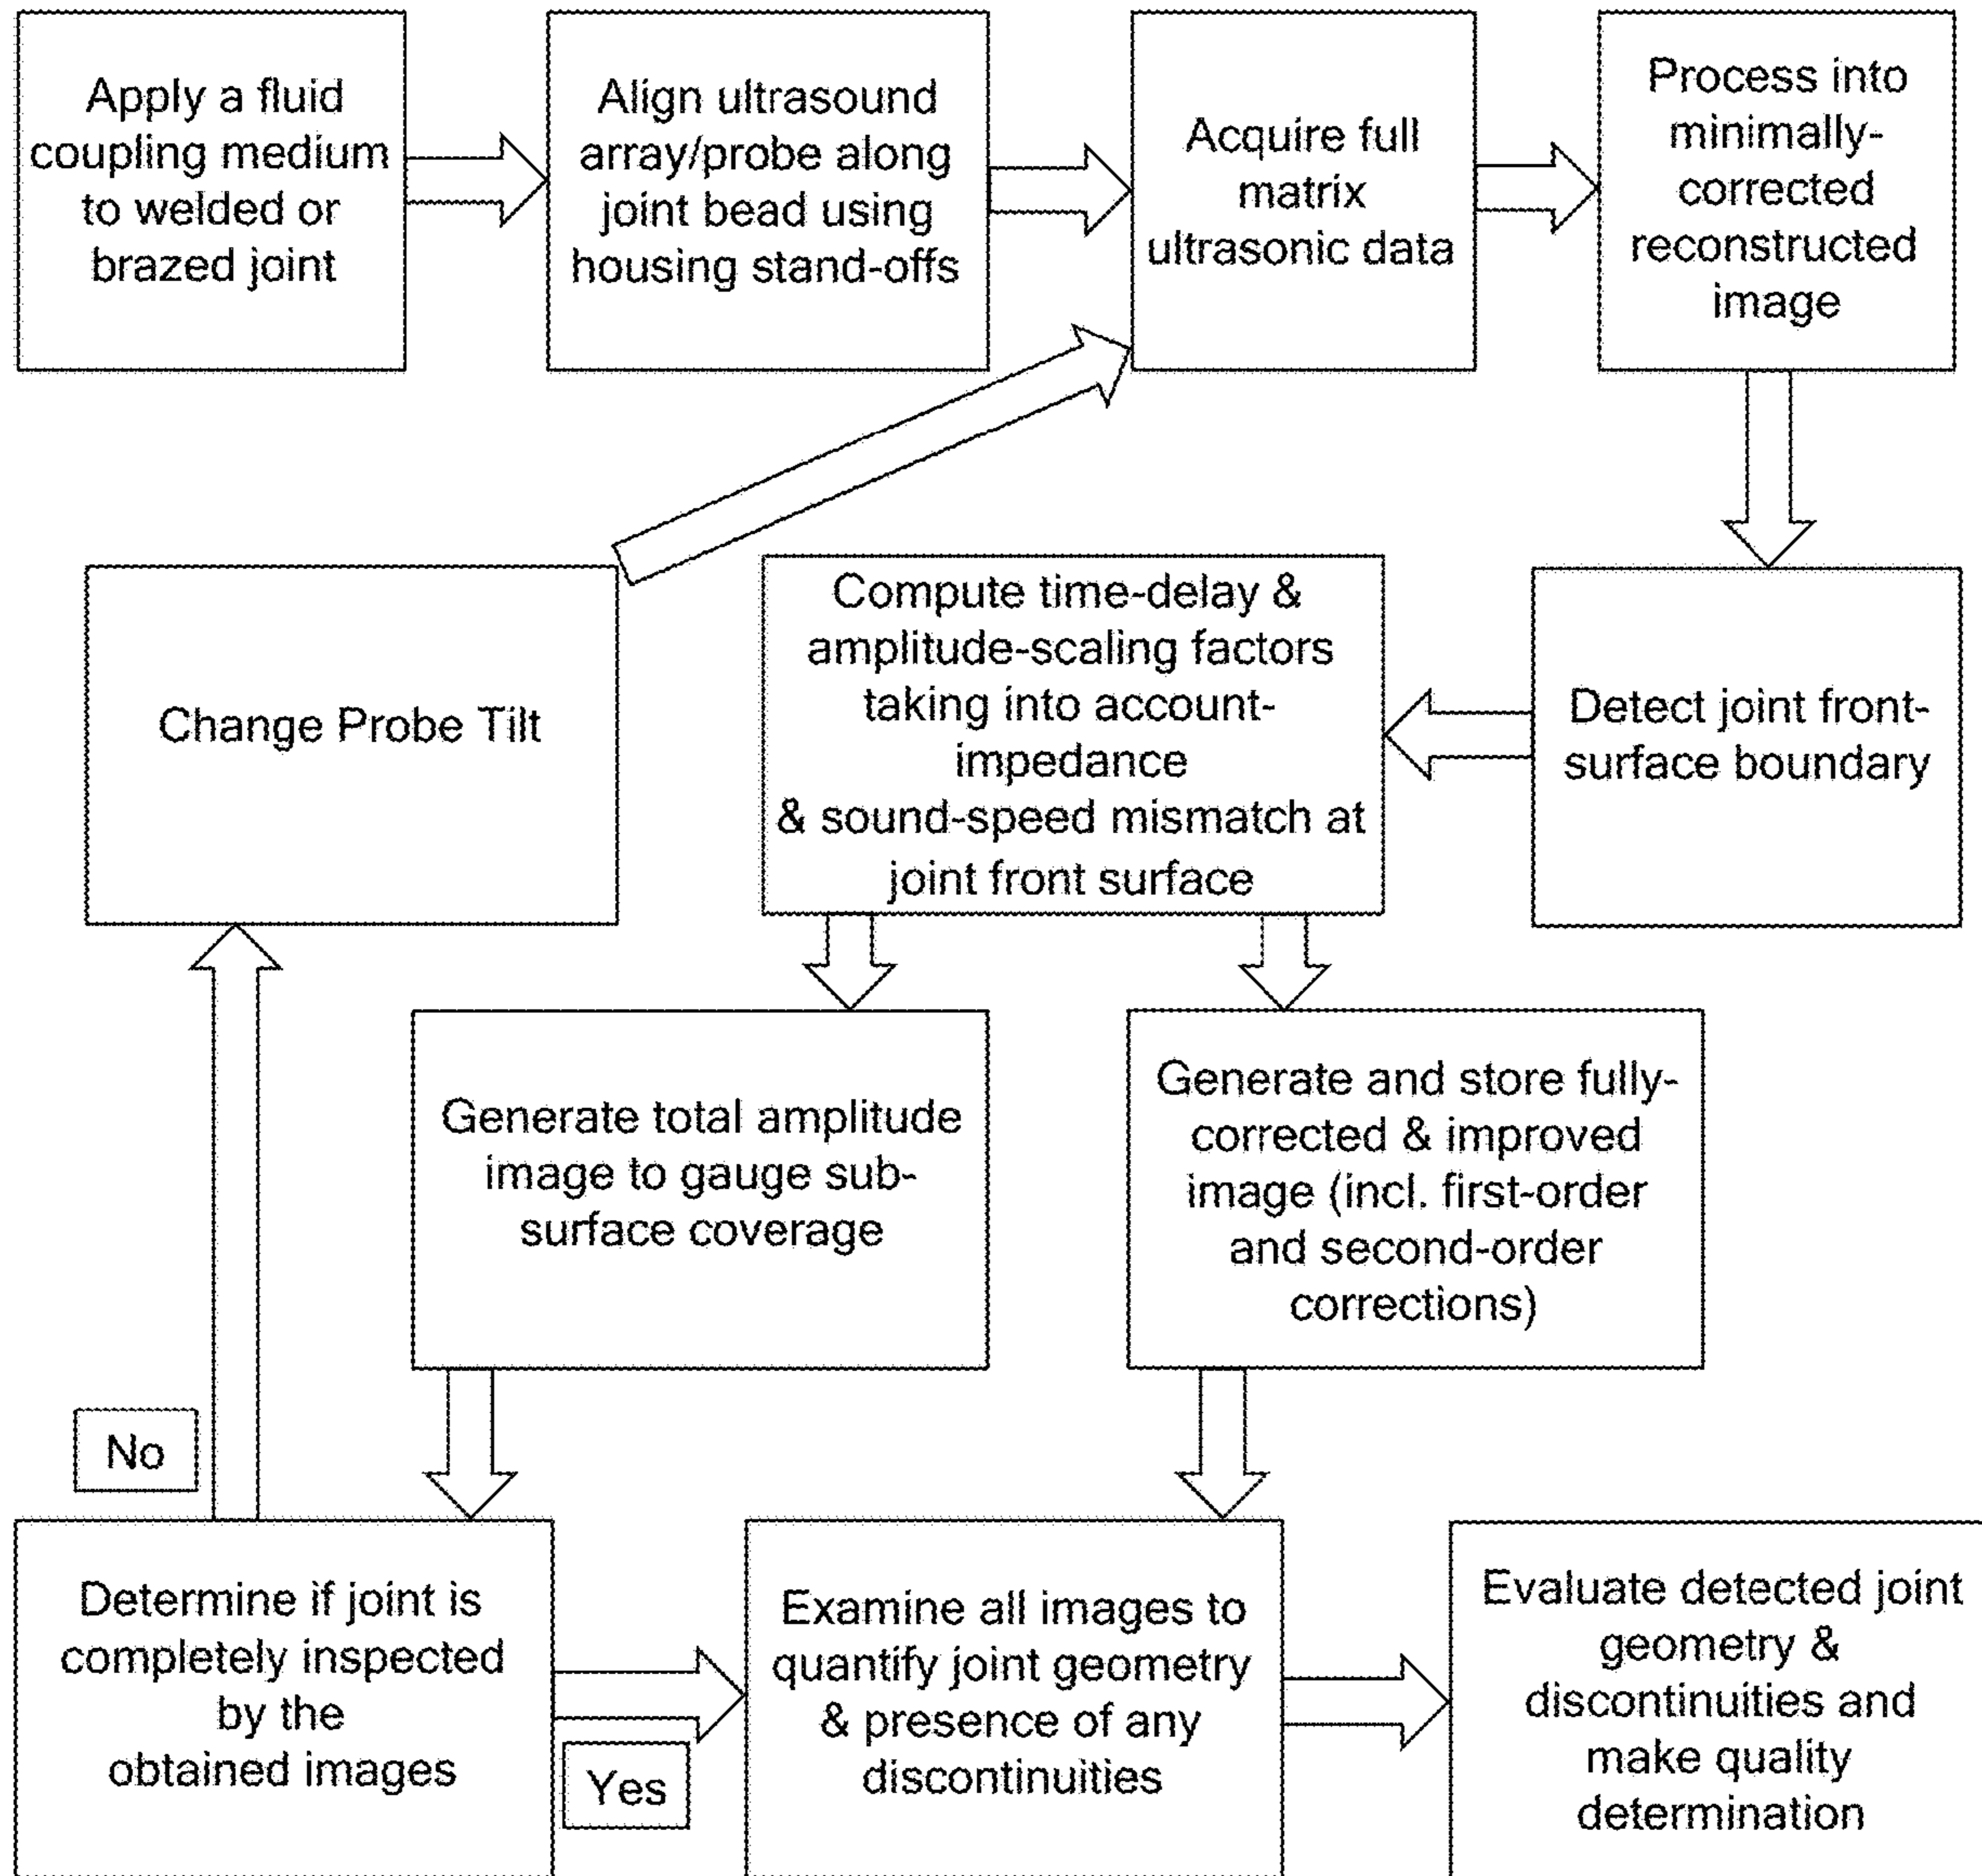 Apply a fluid
coupling medium
to welded or
brazed joint
Align ultrasound
array/probe along
joint bead using
housing stand-offs
Acquire full
matrix
ultrasonic data
Process into
minimally-
corrected
reconstructed
image
Change Probe Tilt
Compute time-delay &
amplitude-scaling factors
taking into account-
impedance
& sound-speed mismatch at
joint front surface
Detect joint front-
surface boundary
Generate total amplitude
image to gauge sub-
surface coverage
Generate and store fully-
corrected & improved
image (incl. first-order
and second-order
corrections)
No
Determine if joint is
completely inspected
by the
obtained images
Yes
Examine all images to
quantify joint geometry
& presence of any
discontinuities
Evaluate detected joint
geometry &
discontinuities and
make quality
determination